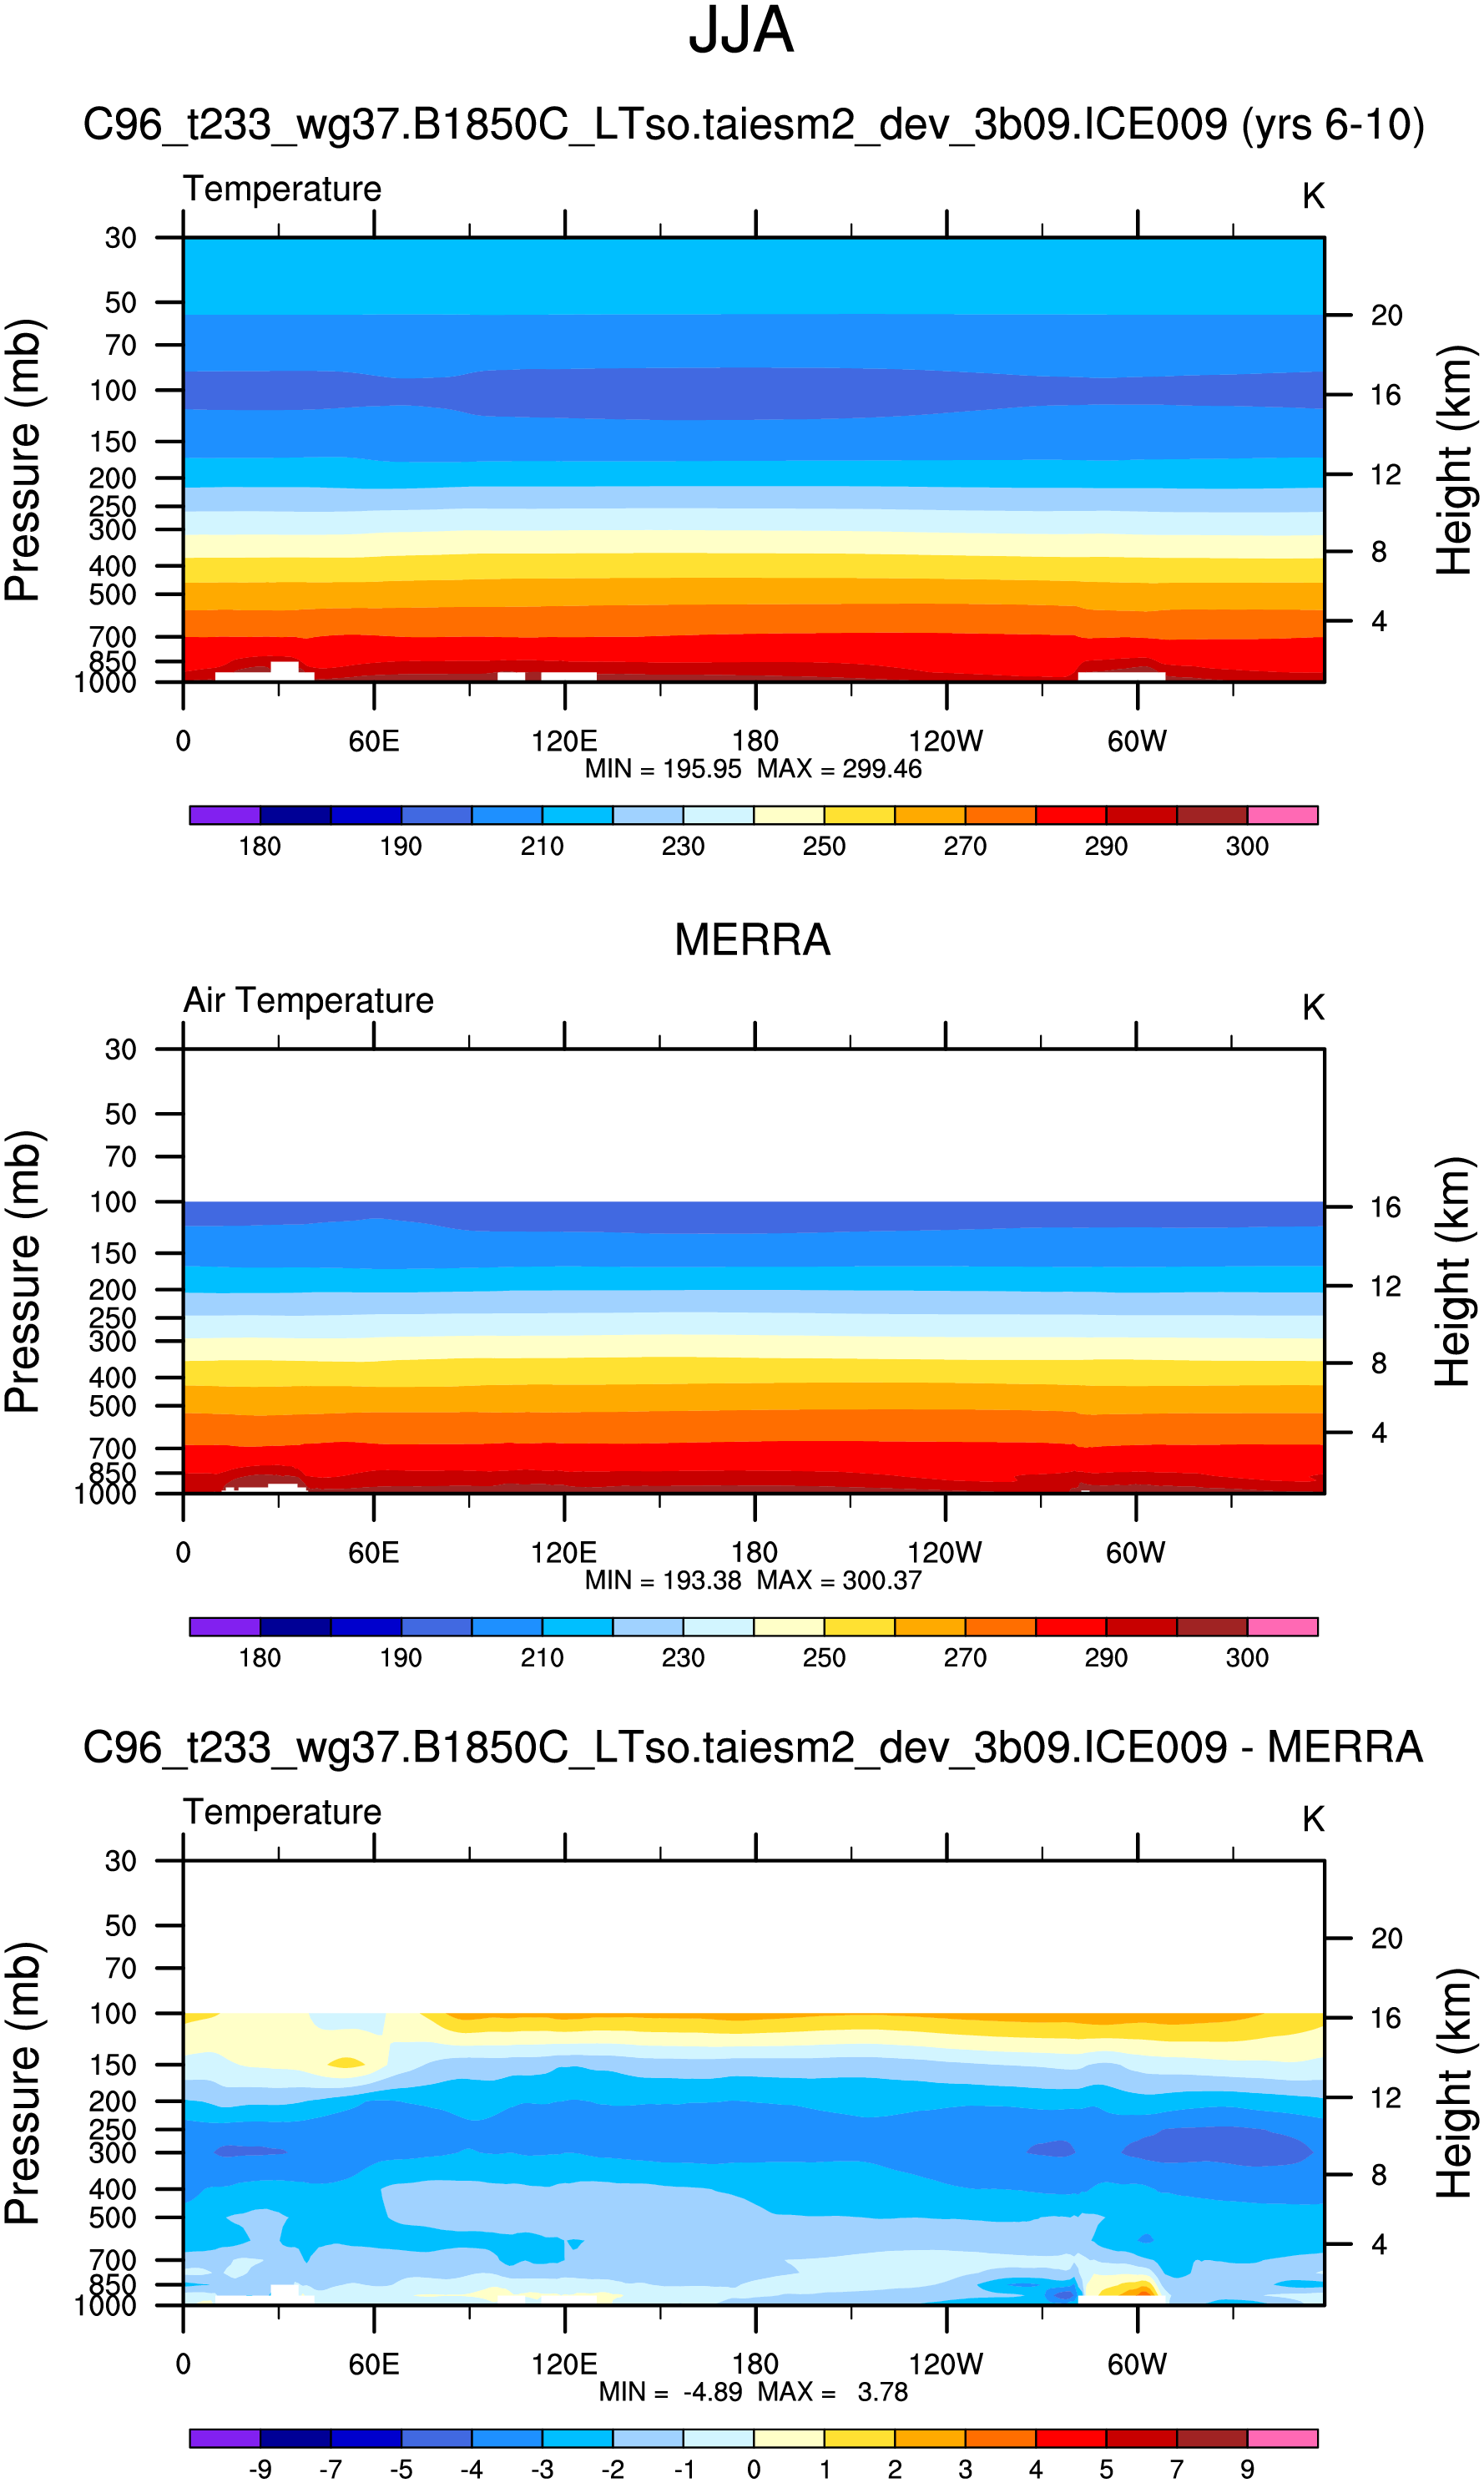 JJA
C96_t233_wg37.B1850C_LTso.taiesm2_dev_3b09.ICE009 (yrs 6-10)
Temperature K
30
50 20
70
100 16
150
200 12
250
300
400 8
500
700 4
850
1000
Pressure (mb)
Height (km)
0 60E 120E 180 120W 60W
MIN = 195.95 MAX = 299.46
180 190 210 230 250 270 290 300
MERRA
Air Temperature K
30
50
70
100 16
150
200 12
250
300
400 8
500
700 4
850
1000
Pressure (mb)
Height (km)
0 60E 120E 180 120W 60W
MIN = 193.38 MAX = 300.37
180 190 210 230 250 270 290 300
C96_t233_wg37.B1850C_LTso.taiesm2_dev_3b09.ICE009 - MERRA
Temperature K
30
50 20
70
100 16
150
200 12
250
300
400 8
500
700 4
850
1000
Pressure (mb)
Height (km)
0 60E 120E 180 120W 60W
MIN = -4.89 MAX = 3.78
-9 -7 -5 -4 -3 -2 -1 0 1 2 3 4 5 7 9